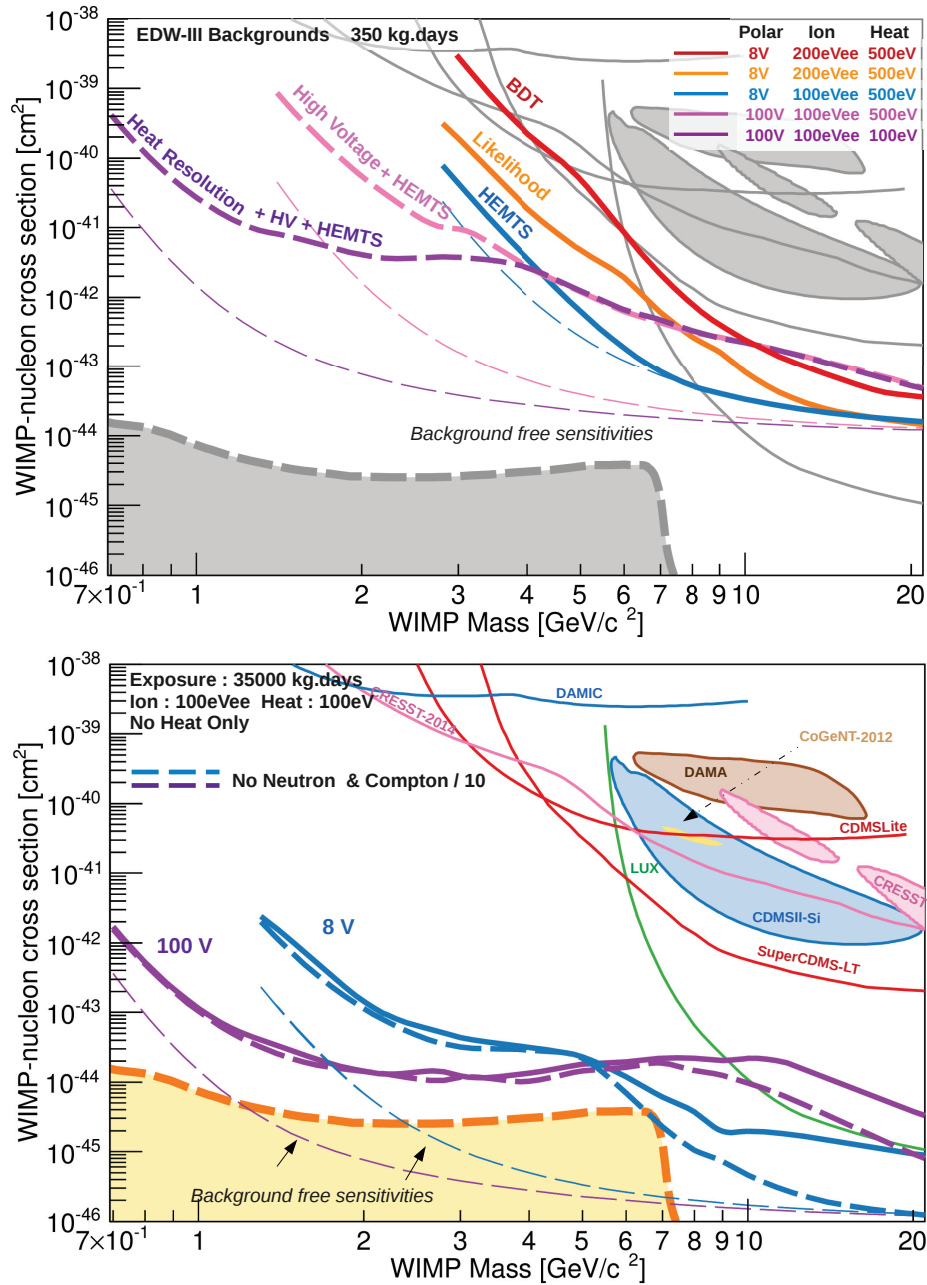 EDW-III Backgrounds 350 kg.days
Polar Ion Heat
8V 200eVee 500eV
8V 200eVee 500eV
8V 100eVee 500eV
100V 100eVee 500eV
100V 100eVee 100eV
BDT
Likelihood
HEMTS
High Voltage + HEMTS
Heat Resolution + HV + HEMTS
Background free sensitivities
WIMP-nucleon cross section [cm²]
10⁻³⁸
10⁻³⁹
10⁻⁴⁰
10⁻⁴¹
10⁻⁴²
10⁻⁴³
10⁻⁴⁴
10⁻⁴⁵
10⁻⁴⁶
7×10⁻¹ 1 2 3 4 5 6 7 8 9 10 20
WIMP Mass [GeV/c ²]
Exposure : 35000 kg.days
Ion : 100eVee Heat : 100eV
No Heat Only
No Neutron & Compton / 10
CRESST-2014
DAMIC
CoGeNT-2012
DAMA
CDMSLite
LUX
CRESST
CDMSII-Si
SuperCDMS-LT
100 V
8 V
Background free sensitivities
WIMP-nucleon cross section [cm²]
10⁻³⁸
10⁻³⁹
10⁻⁴⁰
10⁻⁴¹
10⁻⁴²
10⁻⁴³
10⁻⁴⁴
10⁻⁴⁵
10⁻⁴⁶
7×10⁻¹ 1 2 3 4 5 6 7 8 9 10 20
WIMP Mass [GeV/c ²]